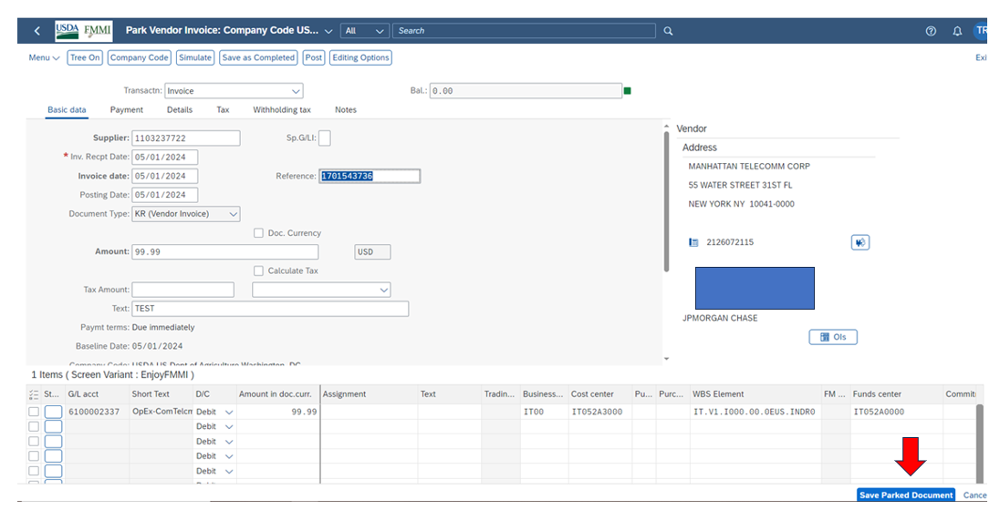 USDA FMMI Park Vendor Invoice: Company Code US... All Search TR
Menu Tree On Company Code Simulate Save as Completed Post Editing Options Exi
Transactn: Invoice Bal.: 0.00
Basic data Payment Details Tax Withholding tax Notes
Vendor
Supplier: 1103237722 Sp.G/LI:
Address
* Inv. Recpt Date: 05/01/2024
MANHATTAN TELECOMM CORP
Invoice date: 05/01/2024 Reference: 1701543736
55 WATER STREET 31ST FL
Posting Date: 05/01/2024
NEW YORK NY 10041-0000
Document Type: KR (Vendor Invoice)
Doc. Currency
2126072115
Amount: 99.99 USD
Calculate Tax
Tax Amount:
Text: TEST
JPMORGAN CHASE
Paymt terms: Due immediately
OIs
Baseline Date: 05/01/2024
Company Code: USDA US Dept of Agriculture Washington, DC
1 Items ( Screen Variant : EnjoyFMMI )
St... G/L acct Short Text D/C Amount in doc.curr. Assignment Text Tradin... Business... Cost center Pu... Purc... WBS Element FM ... Funds center Commit
6100002337 OpEx-ComTelcm Debit 99.99 IT00 IT052A3000 IT.V1.I000.00.0EUS.INDR0 IT052A0000
Debit
Debit
Debit
Debit
Save Parked Document Cance